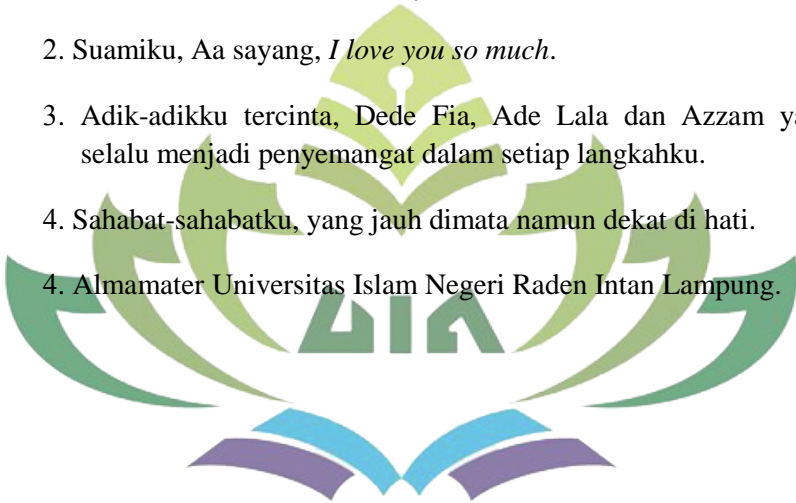 2. Suamiku, Aa sayang, I love you so much.
3. Adik-adikku tercinta, Dede Fia, Ade Lala dan Azzam
selalu menjadi penyemangat dalam setiap langkahku.
4. Sahabat-sahabatku, yang jauh dimata namun dekat di hati.
4. Almamater Universitas Islam Negeri Raden Intan Lampung.
UIN